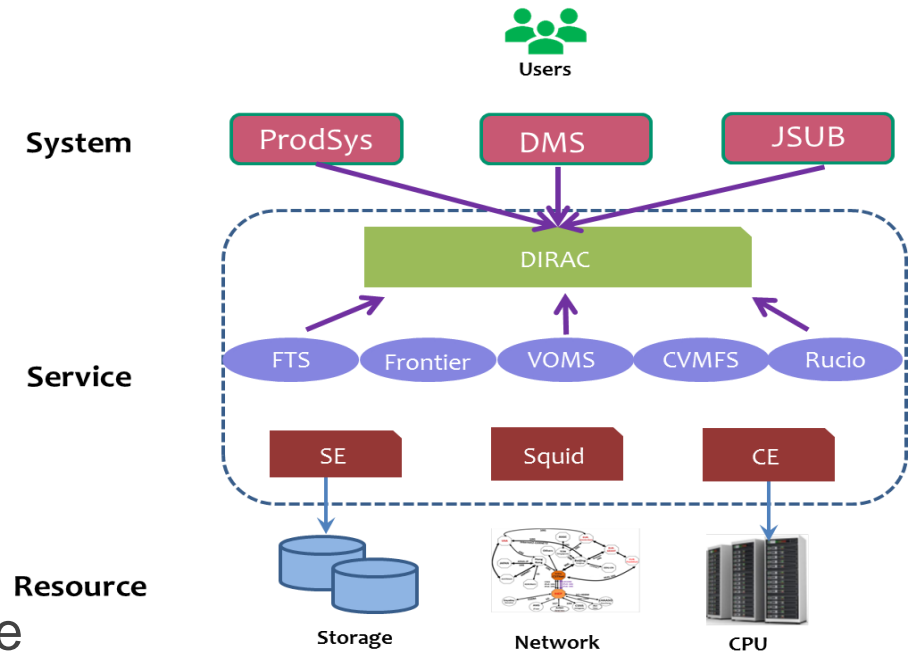 Users
System
ProdSys
DMS
JSUB
DIRAC
Service
FTS
Frontier
VOMS
CVMFS
Rucio
SE
Squid
CE
Resource
e
Storage
Network
CPU